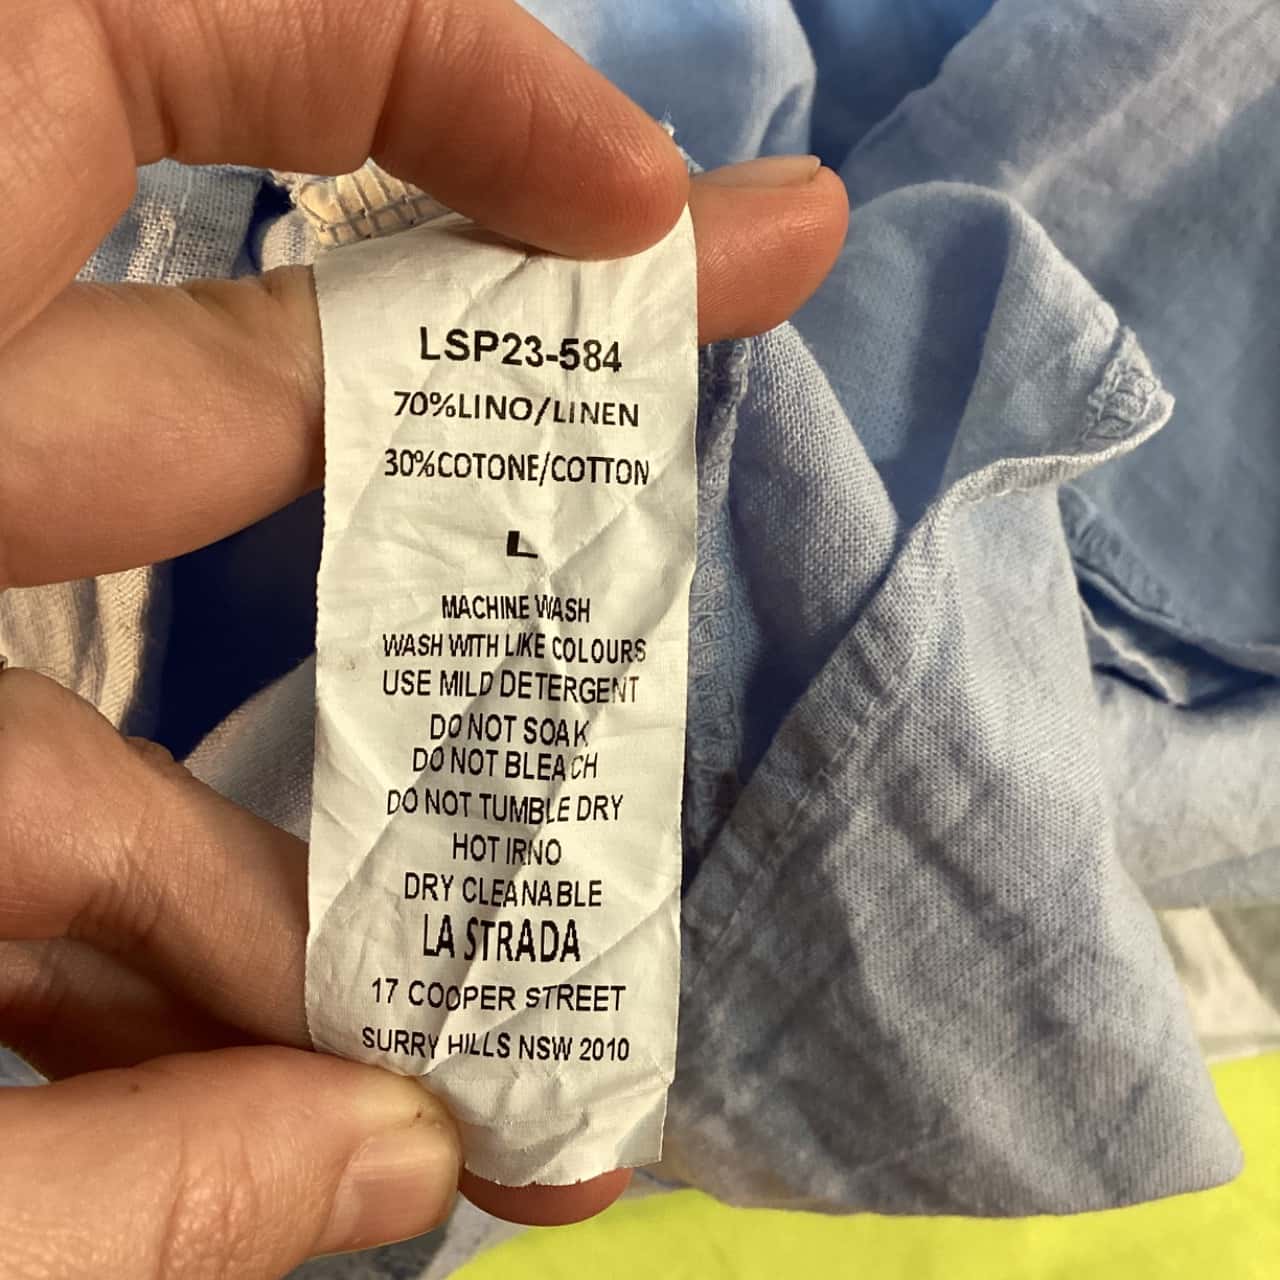 LSP23-584
70%LINO/LINEN
30%COTONE/COTTON
L
MACHINE WASH
WASH WITH LIKE COLOURS
USE MILD DETERGENT
DO NOT SOAK
DO NOT BLEACH
DO NOT TUMBLE DRY
HOT IRNO
DRY CLEANABLE
LA STRADA
17 COOPER STREET
SURRY HILLS NSW 2010